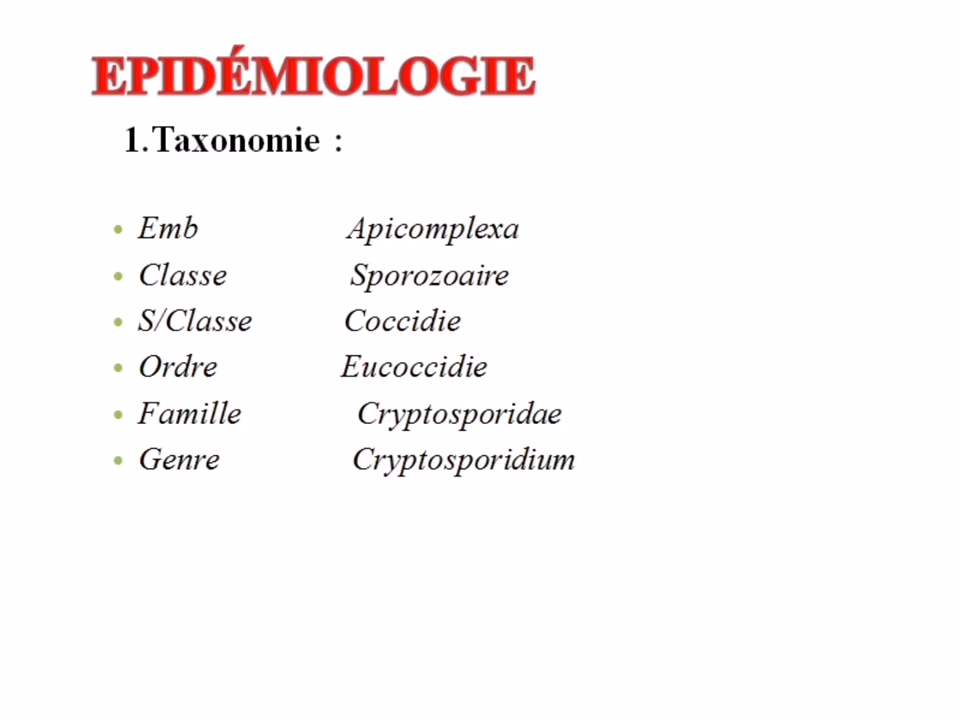 EPIDÉMIOLOGIE
1.Taxonomie :
• Emb Apicomplexa
• Classe Sporozoaire
• S/Classe Coccidie
• Ordre Eucoccidie
• Famille Cryptosporidae
• Genre Cryptosporidium